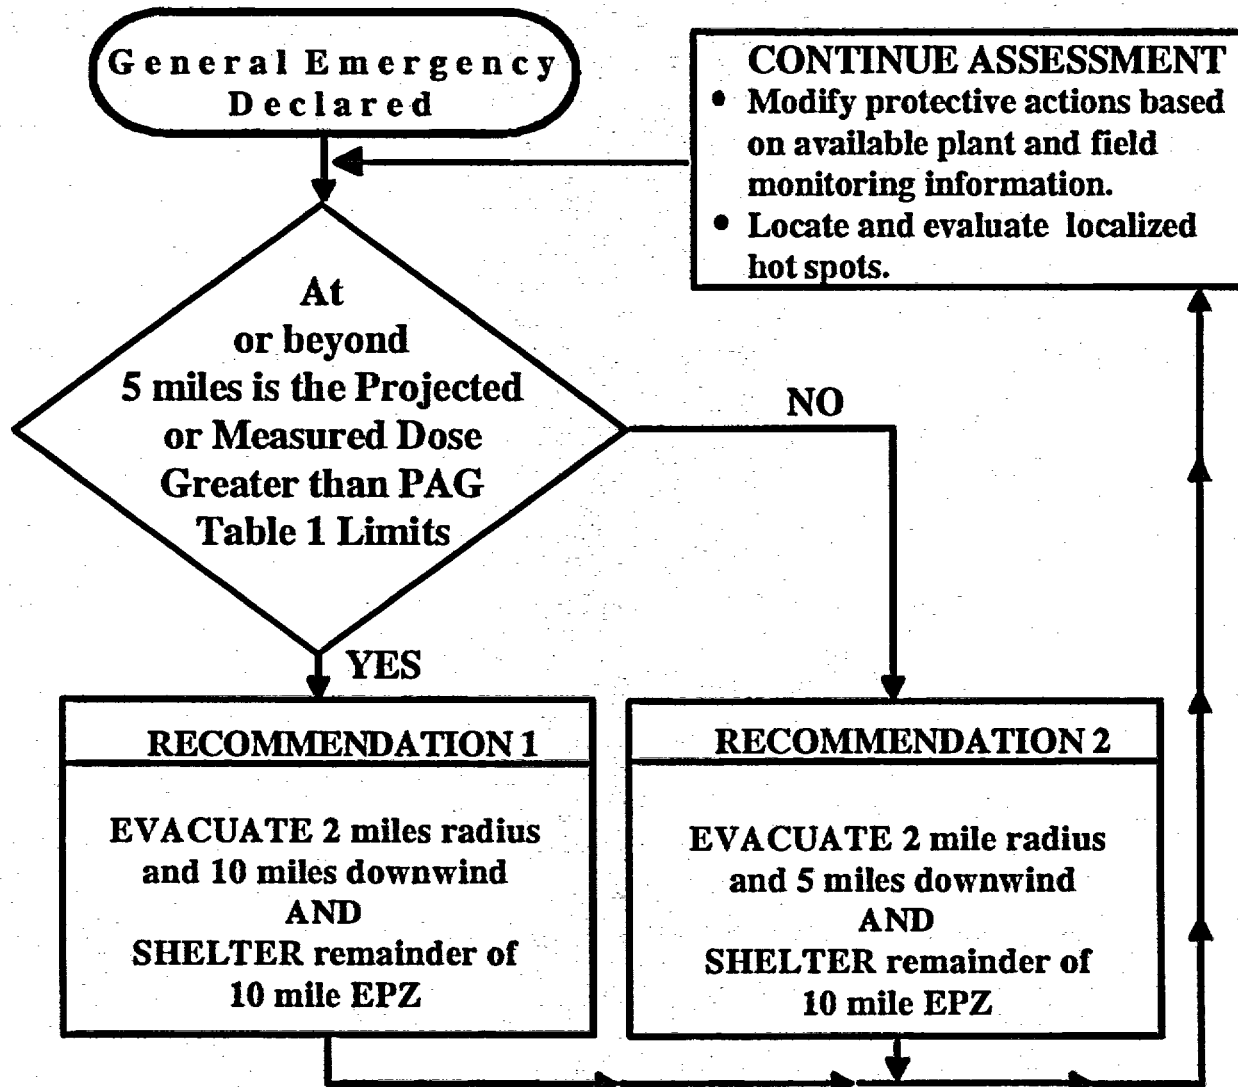 General Emergency
Declared
CONTINUE ASSESSMENT
• Modify protective actions based
on available plant and field
monitoring information.
• Locate and evaluate localized
hot spots.
At
or beyond
5 miles is the Projected
or Measured Dose
Greater than PAG
Table 1 Limits
NO
YES
RECOMMENDATION 1
EVACUATE 2 miles radius
and 10 miles downwind
AND
SHELTER remainder of
10 mile EPZ
RECOMMENDATION 2
EVACUATE 2 mile radius
and 5 miles downwind
AND
SHELTER remainder of
10 mile EPZ